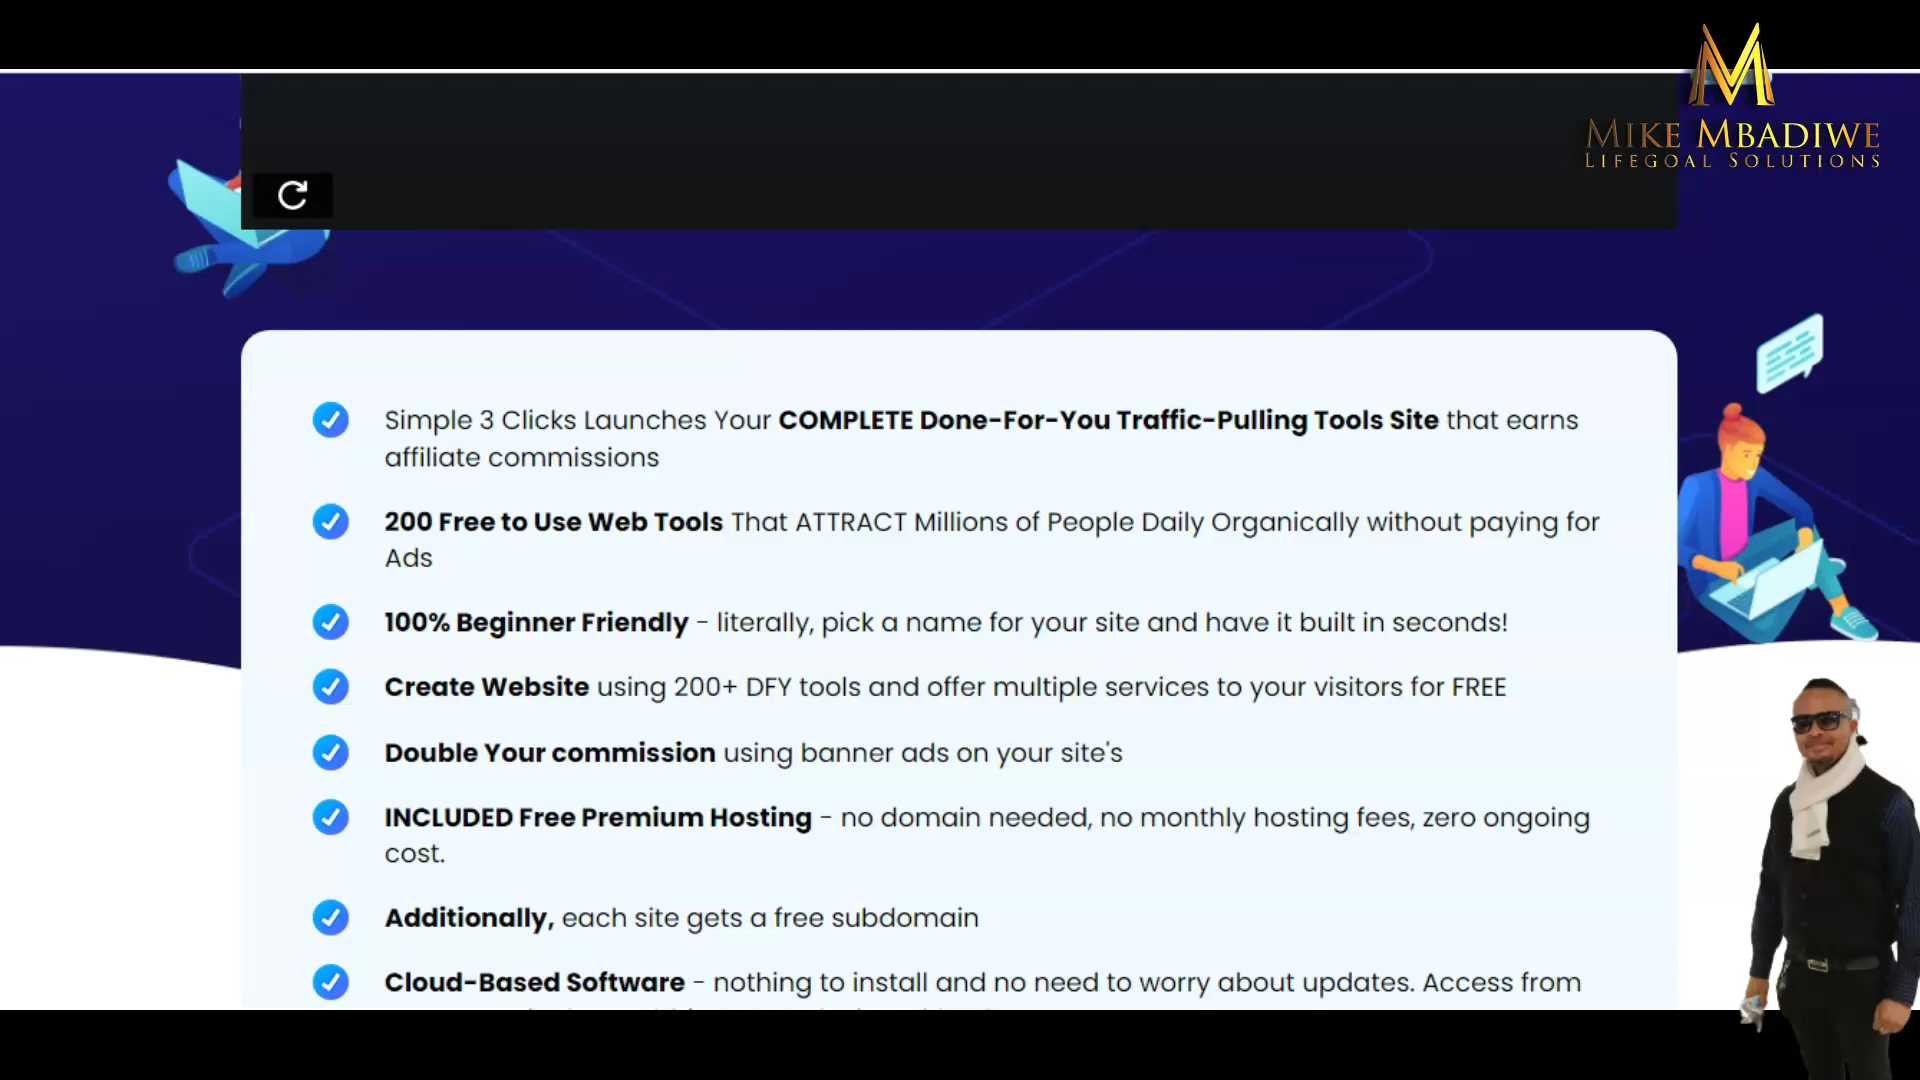 MIKE MBADIWE
LIFEGOAL SOLUTIONS
Simple 3 Clicks Launches Your COMPLETE Done-For-You Traffic-Pulling Tools Site that earns
affiliate commissions
200 Free to Use Web Tools That ATTRACT Millions of People Daily Organically without paying for
Ads
100% Beginner Friendly - literally, pick a name for your site and have it built in seconds!
Create Website using 200+ DFY tools and offer multiple services to your visitors for FREE
Double Your commission using banner ads on your site's
INCLUDED Free Premium Hosting - no domain needed, no monthly hosting fees, zero ongoing
cost.
Additionally, each site gets a free subdomain
Cloud-Based Software - nothing to install and no need to worry about updates. Access from